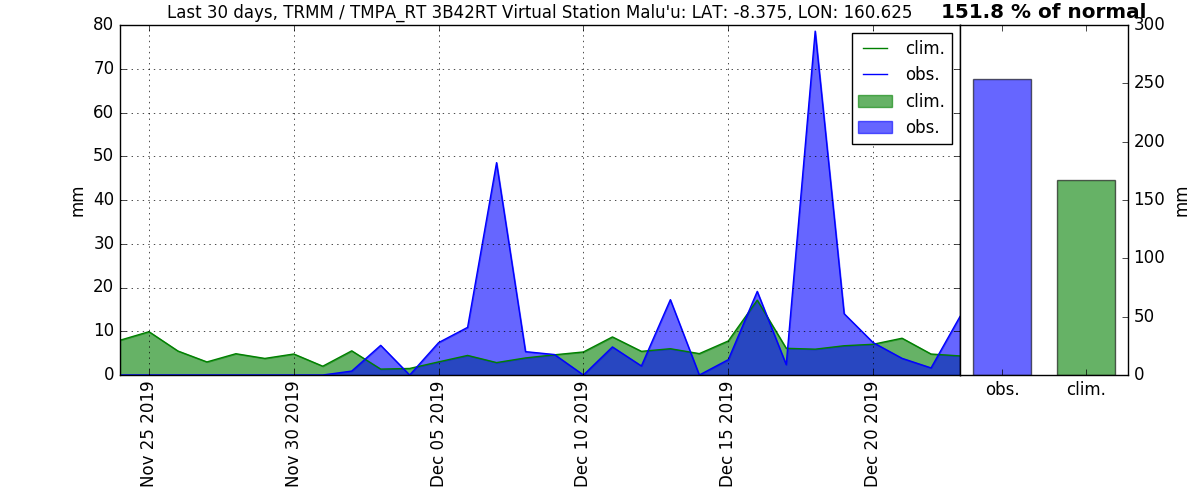 Last 30 days, TRMM / TMPA_RT 3B42RT Virtual Station Malu'u: LAT: -8.375, LON: 160.625
151.8 % of normal
80
70
60
50
40
30
20
10
0
mm
clim.
obs.
clim.
obs.
Nov 25 2019
Nov 30 2019
Dec 05 2019
Dec 10 2019
Dec 15 2019
Dec 20 2019
300
250
200
150
100
50
0
mm
obs.
clim.